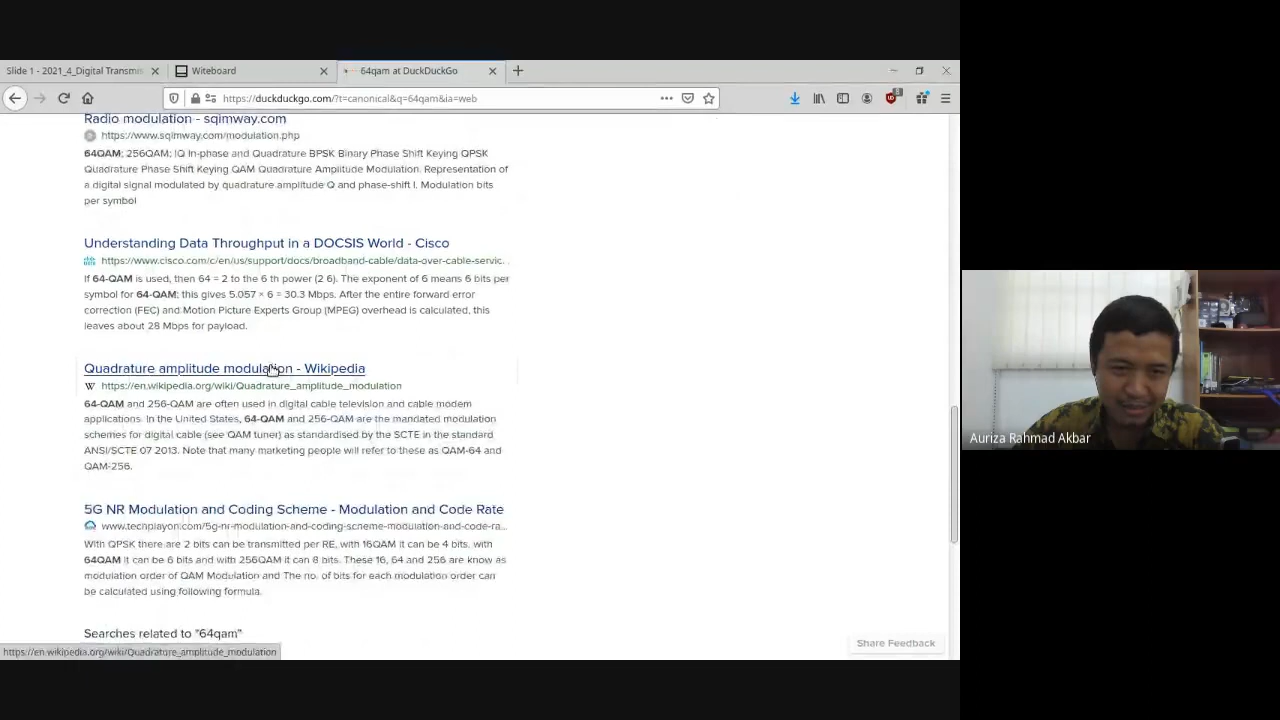 Slide 1 - 2021_4_Digital Transmis
Witeboard
64qam at DuckDuckGo
https://duckduckgo.com/?t=canonical&q=64qam&ia=web
Radio modulation - sqimway.com
https://www.sqimway.com/modulation.php
64QAM; 256QAM; IQ In-phase and Quadrature BPSK Binary Phase Shift Keying QPSK
Quadrature Phase Shift Keying QAM Quadrature Amplitude Modulation. Representation of
a digital signal modulated by quadrature amplitude Q and phase-shift I. Modulation bits
per symbol
Understanding Data Throughput in a DOCSIS World - Cisco
https://www.cisco.com/c/en/us/support/docs/broadband-cable/data-over-cable-servic...
If 64-QAM is used, then 64 = 2 to the 6 th power (2 6). The exponent of 6 means 6 bits per
symbol for 64-QAM; this gives 5.057 × 6 = 30.3 Mbps. After the entire forward error
correction (FEC) and Motion Picture Experts Group (MPEG) overhead is calculated, this
leaves about 28 Mbps for payload.
Quadrature amplitude modulation - Wikipedia
https://en.wikipedia.org/wiki/Quadrature_amplitude_modulation
64-QAM and 256-QAM are often used in digital cable television and cable modem
applications. In the United States, 64-QAM and 256-QAM are the mandated modulation
schemes for digital cable (see QAM tuner) as standardised by the SCTE in the standard
ANSI/SCTE 07 2013. Note that many marketing people will refer to these as QAM-64 and
QAM-256.
5G NR Modulation and Coding Scheme - Modulation and Code Rate
www.techplayon.com/5g-nr-modulation-and-coding-scheme-modulation-and-code-ra...
With QPSK there are 2 bits can be transmitted per RE, with 16QAM it can be 4 bits. with
64QAM it can be 6 bits and with 256QAM it can 8 bits. These 16, 64 and 256 are know as
modulation order of QAM Modulation and The no. of bits for each modulation order can
be calculated using following formula.
Searches related to "64qam"
Share Feedback
https://en.wikipedia.org/wiki/Quadrature_amplitude_modulation
Auriza Rahmad Akbar